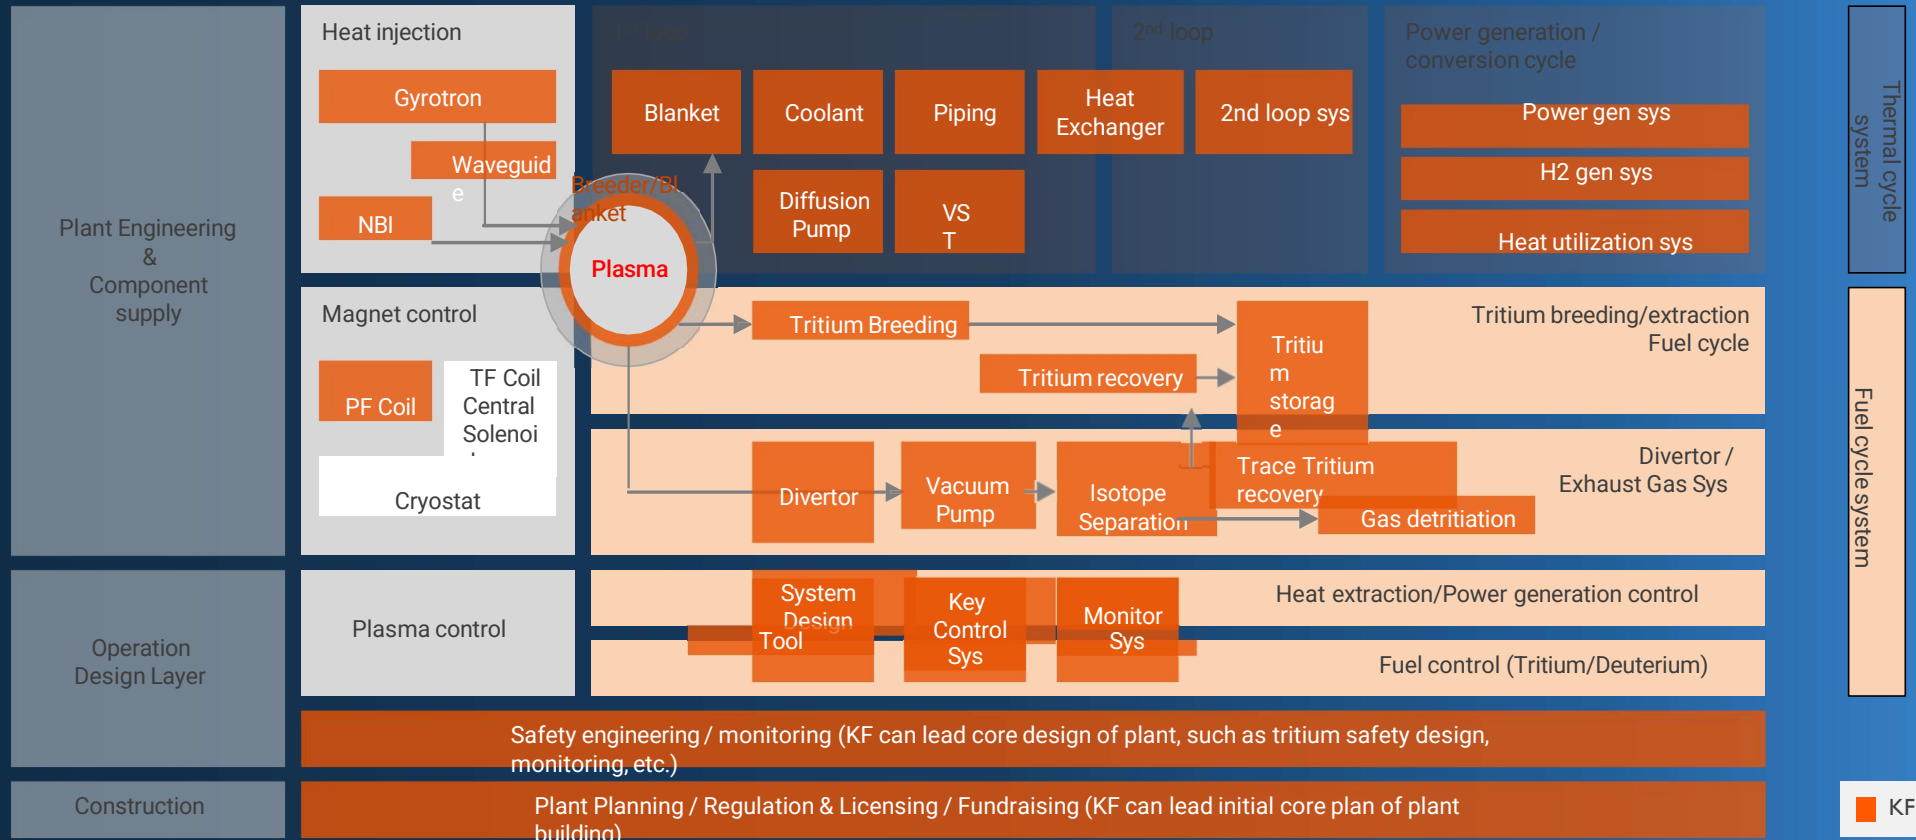 Plant Engineering
&
Component
supply
Heat injection
Gyrotron
Waveguid
e
NBI
Breeder/Bl
anket
Plasma
1st loop
Blanket
Coolant
Piping
Heat
Exchanger
Diffusion
Pump
VS
T
2nd loop
2nd loop sys
Power generation /
conversion cycle
Power gen sys
H2 gen sys
Heat utilization sys
Thermal cycle
system
Magnet control
PF Coil
TF Coil
Central
Solenoi
Cryostat
Tritium Breeding
Tritium recovery
Tritiu
m
storag
e
Tritium breeding/extraction
Fuel cycle
Divertor
Vacuum
Pump
Isotope
Separation
Trace Tritium
recovery
Gas detritiation
Divertor /
Exhaust Gas Sys
Fuel cycle system
Operation
Design Layer
Plasma control
System
Design
Tool
Key
Control
Sys
Monitor
Sys
Heat extraction/Power generation control
Fuel control (Tritium/Deuterium)
Safety engineering / monitoring (KF can lead core design of plant, such as tritium safety design,
monitoring, etc.)
Construction
Plant Planning / Regulation & Licensing / Fundraising (KF can lead initial core plan of plant
building)
KF